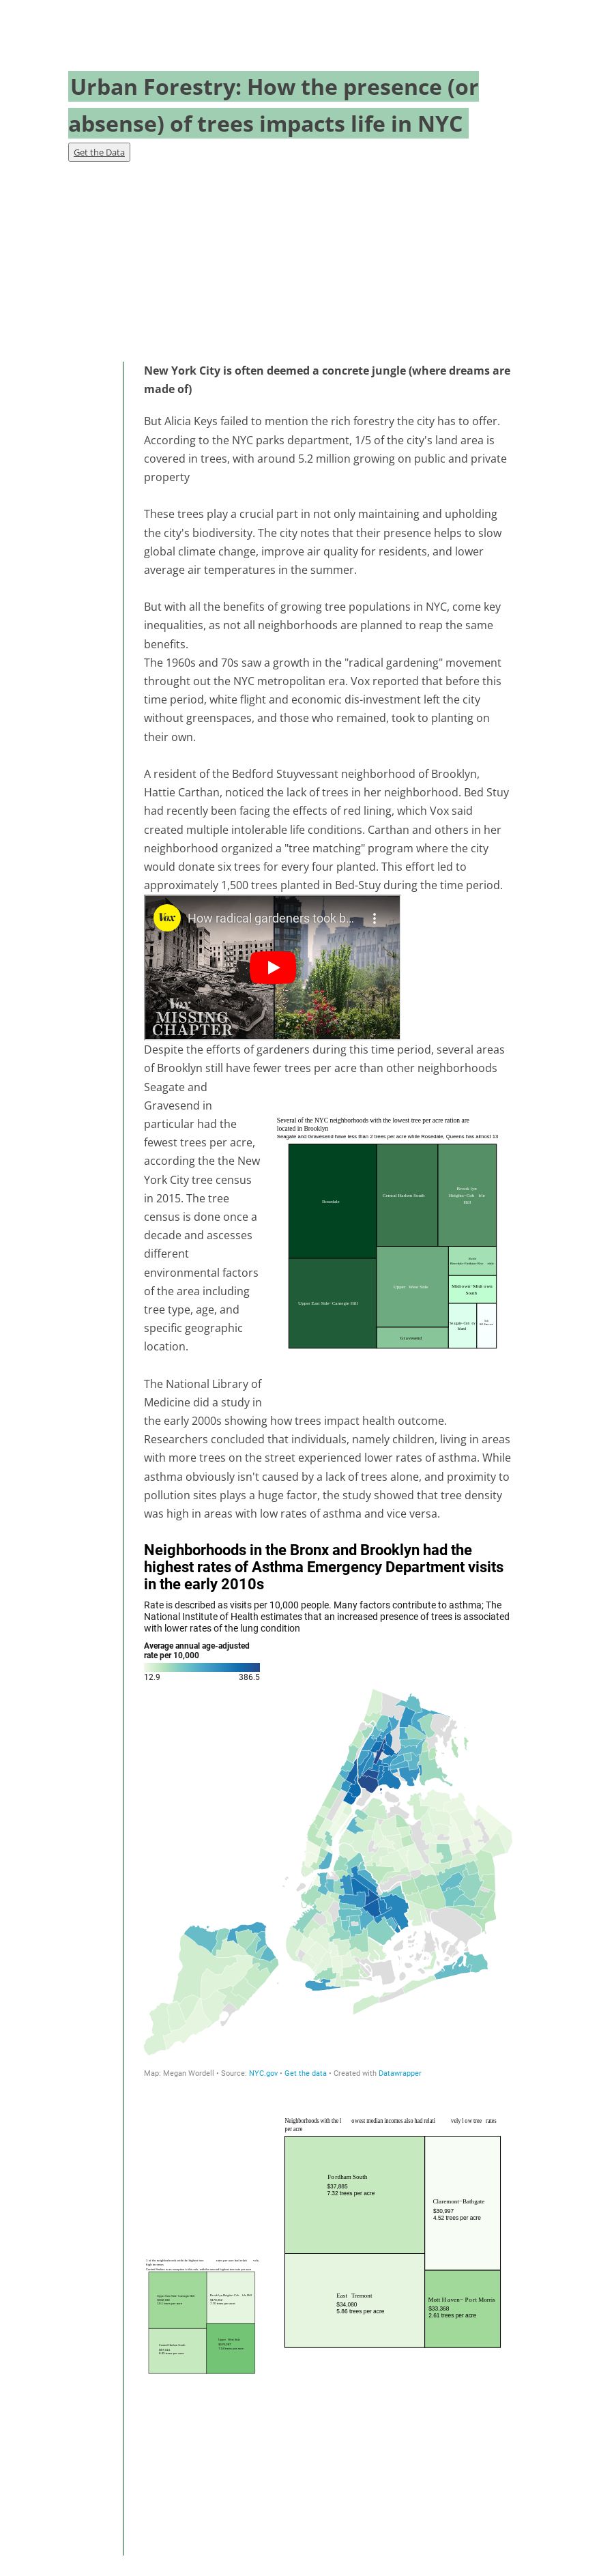 Urban Forestry: How the presence (or
absense) of trees impacts life in NYC
Get the Data
New York City is often deemed a concrete jungle (where dreams are
made of)
But Alicia Keys failed to mention the rich forestry the city has to offer.
According to the NYC parks department, 1/5 of the city's land area is
covered in trees, with around 5.2 million growing on public and private
property
These trees play a crucial part in not only maintaining and upholding
the city's biodiversity. The city notes that their presence helps to slow
global climate change, improve air quality for residents, and lower
average air temperatures in the summer.
But with all the benefits of growing tree populations in NYC, come key
inequalities, as not all neighborhoods are planned to reap the same
benefits.
The 1960s and 70s saw a growth in the "radical gardening" movement
throught out the NYC metropolitan era. Vox reported that before this
time period, white flight and economic dis-investment left the city
without greenspaces, and those who remained, took to planting on
their own.
A resident of the Bedford Stuyvessant neighborhood of Brooklyn,
Hattie Carthan, noticed the lack of trees in her neighborhood. Bed Stuy
had recently been facing the effects of red lining, which Vox said
created multiple intolerable life conditions. Carthan and others in her
neighborhood organized a "tree matching" program where the city
would donate six trees for every four planted. This effort led to
approximately 1,500 trees planted in Bed-Stuy during the time period.
Vox
How radical gardeners took b...
Vox
MISSING
CHAPTER
Despite the efforts of gardeners during this time period, several areas
of Brooklyn still have fewer trees per acre than other neighborhoods
Seagate and
Gravesend in
particular had the
fewest trees per acre,
according the the New
York City tree census
in 2015. The tree
census is done once a
decade and ascesses
different
environmental factors
of the area including
tree type, age, and
specific geographic
location.
Several of the NYC neighborhoods with the lowest tree per acre ration are
located in Brooklyn
Seagate and Gravesend have less than 2 trees per acre while Rosedale, Queens has almost 13
Rosedale
Central Harlem South
Upper East Side- Carnegie Hill
Upper West Side
Midtown- Midtown
South
Gravesend
The National Library of
Medicine did a study in
the early 2000s showing how trees impact health outcome.
Researchers concluded that individuals, namely children, living in areas
with more trees on the street experienced lower rates of asthma. While
asthma obviously isn't caused by a lack of trees alone, and proximity to
pollution sites plays a huge factor, the study showed that tree density
was high in areas with low rates of asthma and vice versa.
Neighborhoods in the Bronx and Brooklyn had the
highest rates of Asthma Emergency Department visits
in the early 2010s
Rate is described as visits per 10,000 people. Many factors contribute to asthma; The
National Institute of Health estimates that an increased presence of trees is associated
with lower rates of the lung condition
Average annual age-adjusted
rate per 10,000
12.9 386.5
Map: Megan Wordell • Source: NYC.gov • Get the data • Created with Datawrapper
Neighborhoods with the lowest median incomes also had relatively low tree rates
per acre
Fordham South
$37,885
7.32 trees per acre
Claremont-Bathgate
$30,997
4.52 trees per acre
East Tremont
$34,080
5.86 trees per acre
Mott Haven- Port Morris
$33,368
2.61 trees per acre